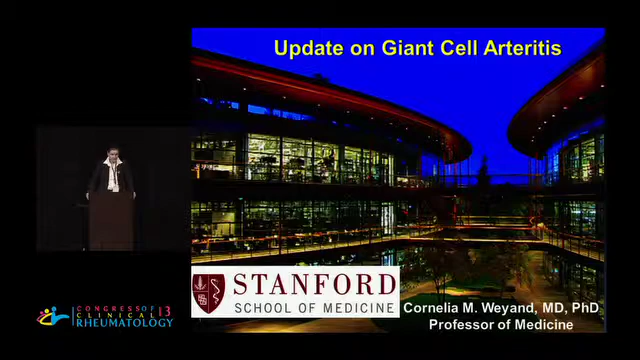 Update on Giant Cell Arteritis
STANFORD
SCHOOL OF MEDICINE
Cornelia M. Weyand, MD, PhD
Professor of Medicine
CONGRESS OF 13
CLINICAL
RHEUMATOLOGY